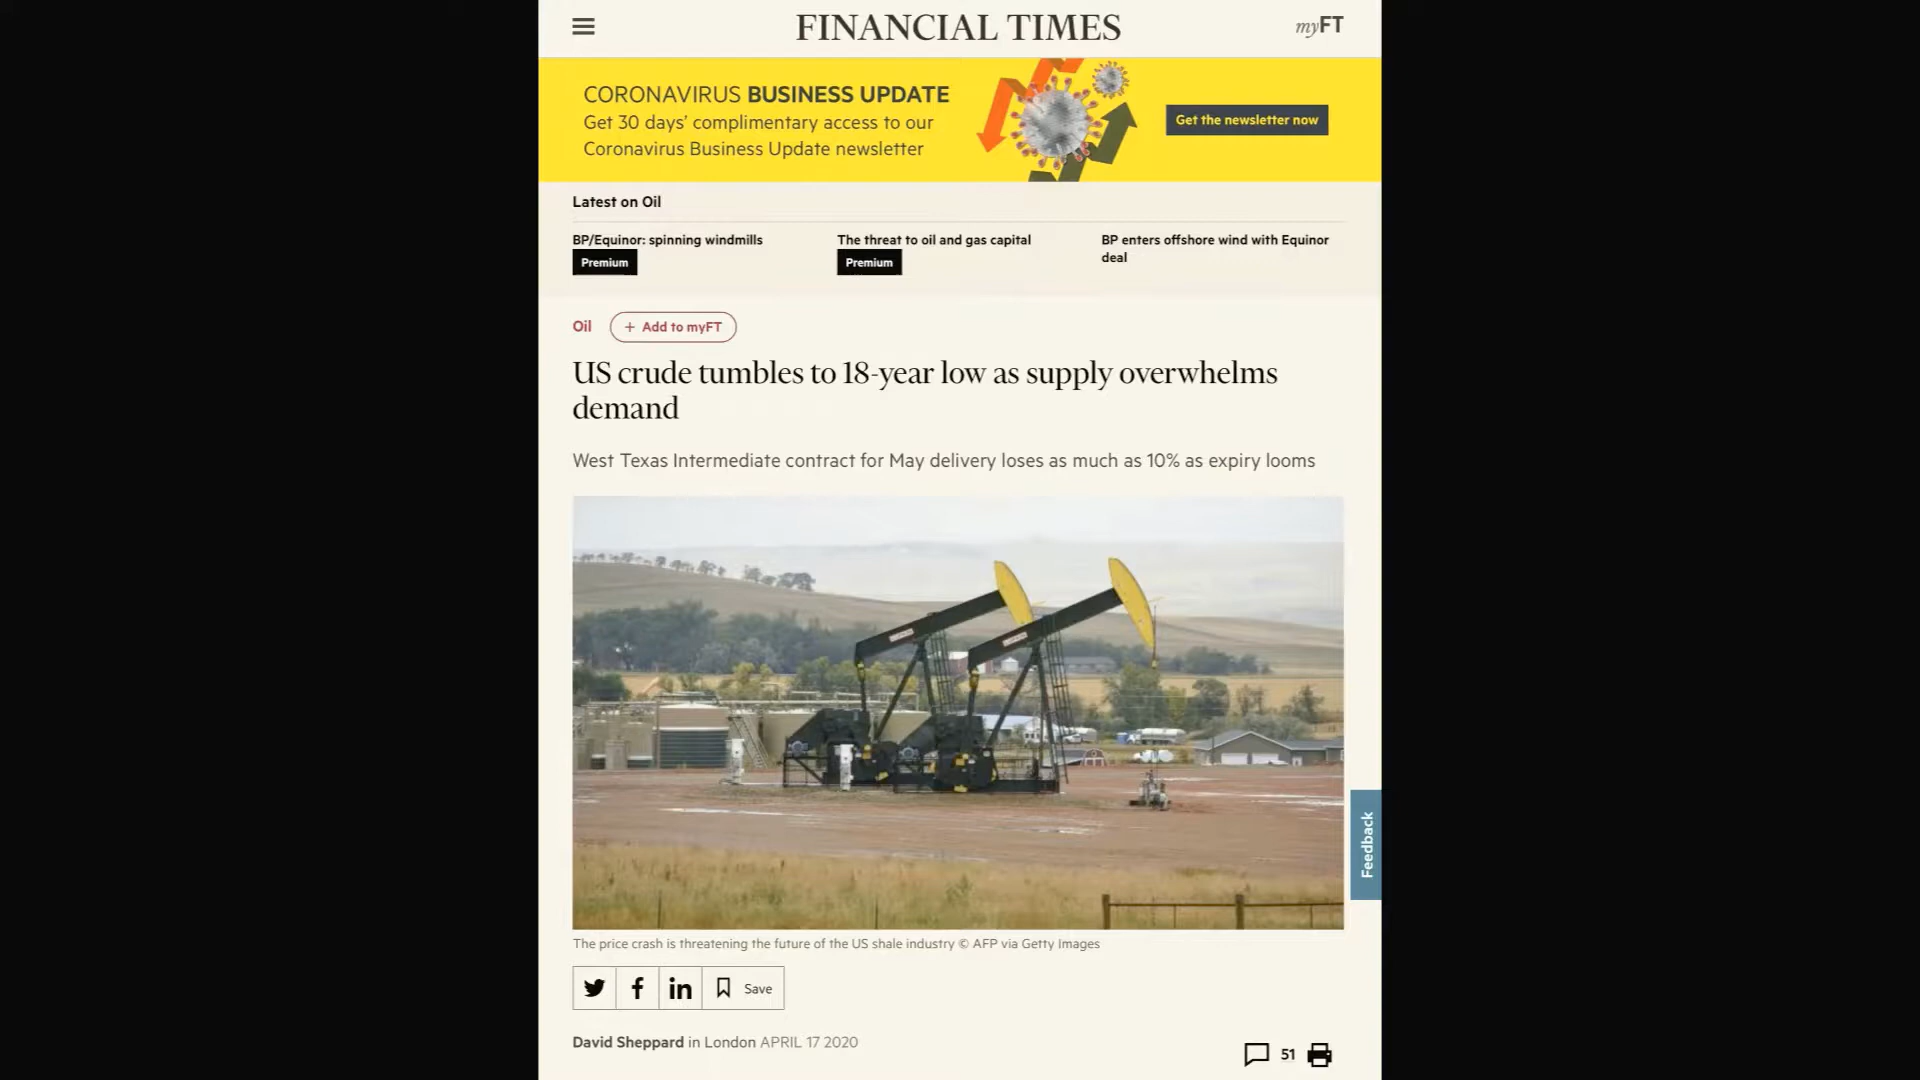 FINANCIAL TIMES
myFT
CORONAVIRUS BUSINESS UPDATE
Get 30 days' complimentary access to our
Coronavirus Business Update newsletter
Get the newsletter now
Latest on Oil
BP/Equinor: spinning windmills
Premium
The threat to oil and gas capital
Premium
BP enters offshore wind with Equinor
deal
Oil
+ Add to myFT
US crude tumbles to 18-year low as supply overwhelms
demand
West Texas Intermediate contract for May delivery loses as much as 10% as expiry looms
Feedback
The price crash is threatening the future of the US shale industry © AFP via Getty Images
Save
David Sheppard in London APRIL 17 2020
51